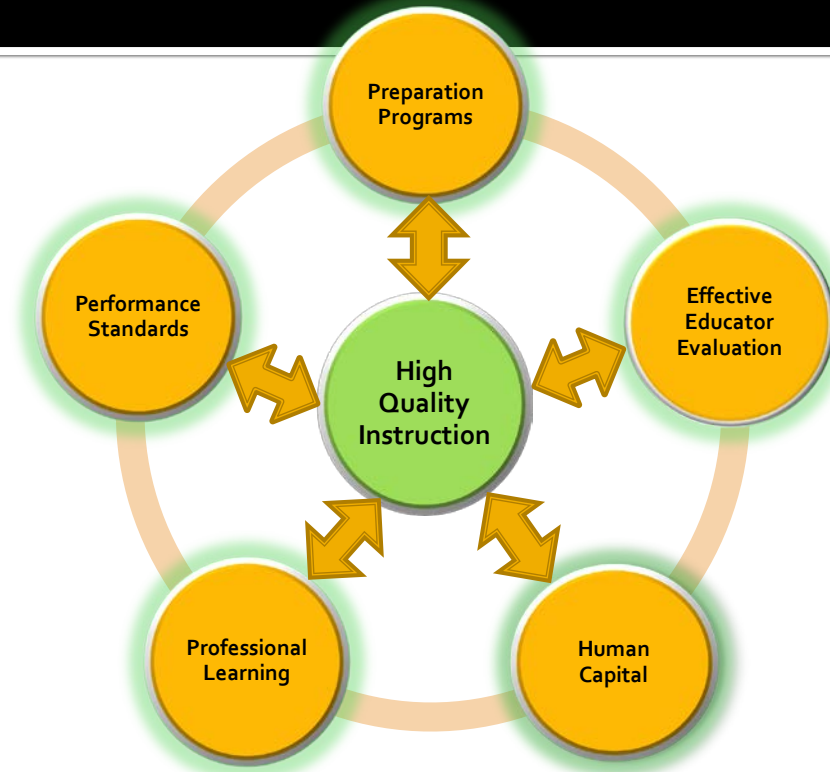 Preparation
Programs
Performance
Standards
Effective
Educator
Evaluation
High
Quality
Instruction
Professional
Learning
Human
Capital